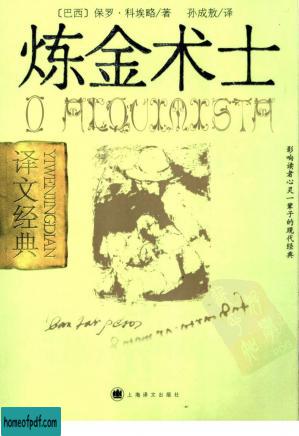 [巴西] 保罗·科埃略/著 孙成敖/译
炼金术士
O ALQUIMISTA
译文经典
YIWENJINGDIAN
影响读者心灵一辈子的现代经典
上海译文出版社
homeofpdf.com